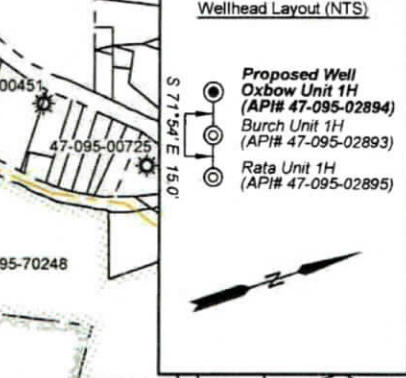 Wellhead Layout (NTS)
S 71°54' E 15.0'
Proposed Well
Oxbow Unit 1H
(API# 47-095-02894)
Burch Unit 1H
(API# 47-095-02893)
Rata Unit 1H
(API# 47-095-02895)
N
00451
47-095-00725
95-70248